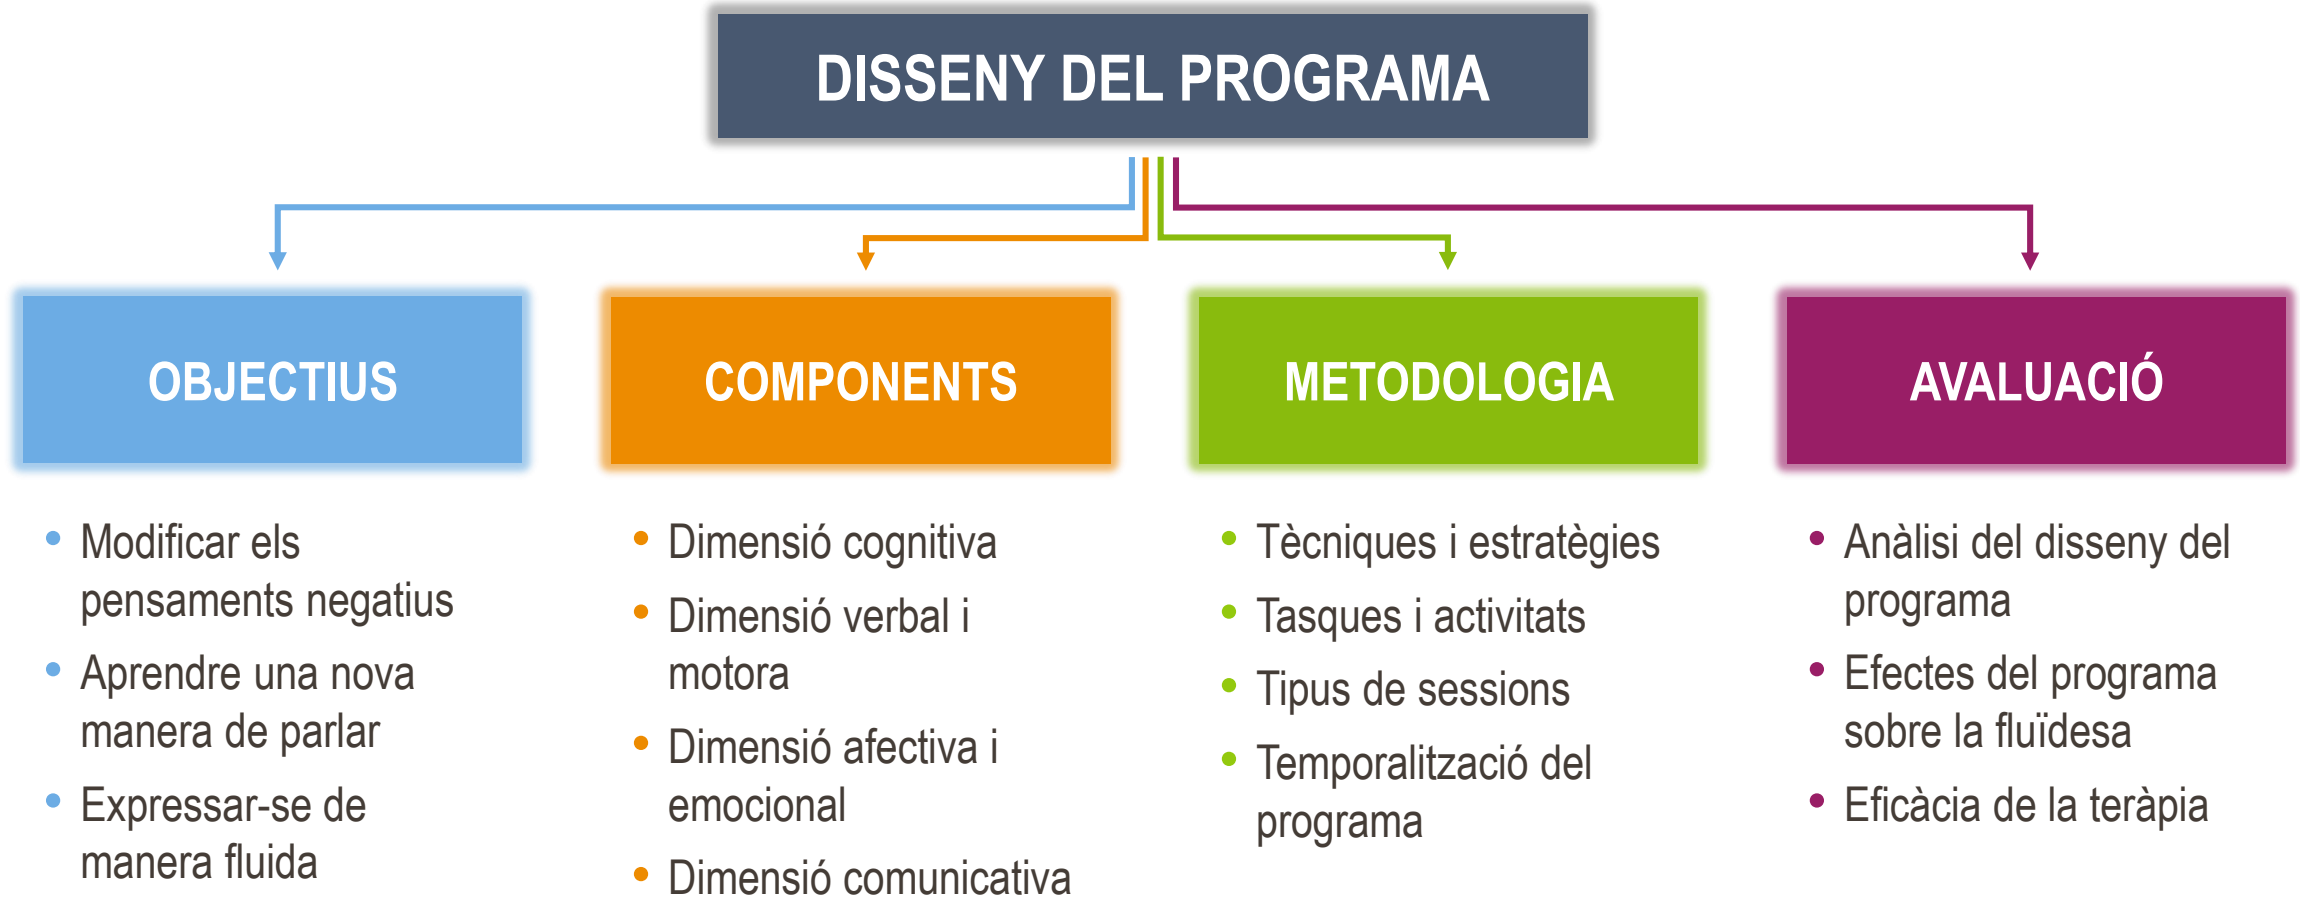 DISSENY DEL PROGRAMA
OBJECTIUS
Modificar els
pensaments negatius
Aprendre una nova
manera de parlar
Expressar-se de
manera fluida
COMPONENTS
Dimensió cognitiva
Dimensió verbal i
motora
Dimensió afectiva i
emocional
Dimensió comunicativa
METODOLOGIA
Tècniques i estratègies
Tasques i activitats
Tipus de sessions
Temporalització del
programa
AVALUACIÓ
Anàlisi del disseny del
programa
Efectes del programa
sobre la fluïdesa
Eficàcia de la teràpia